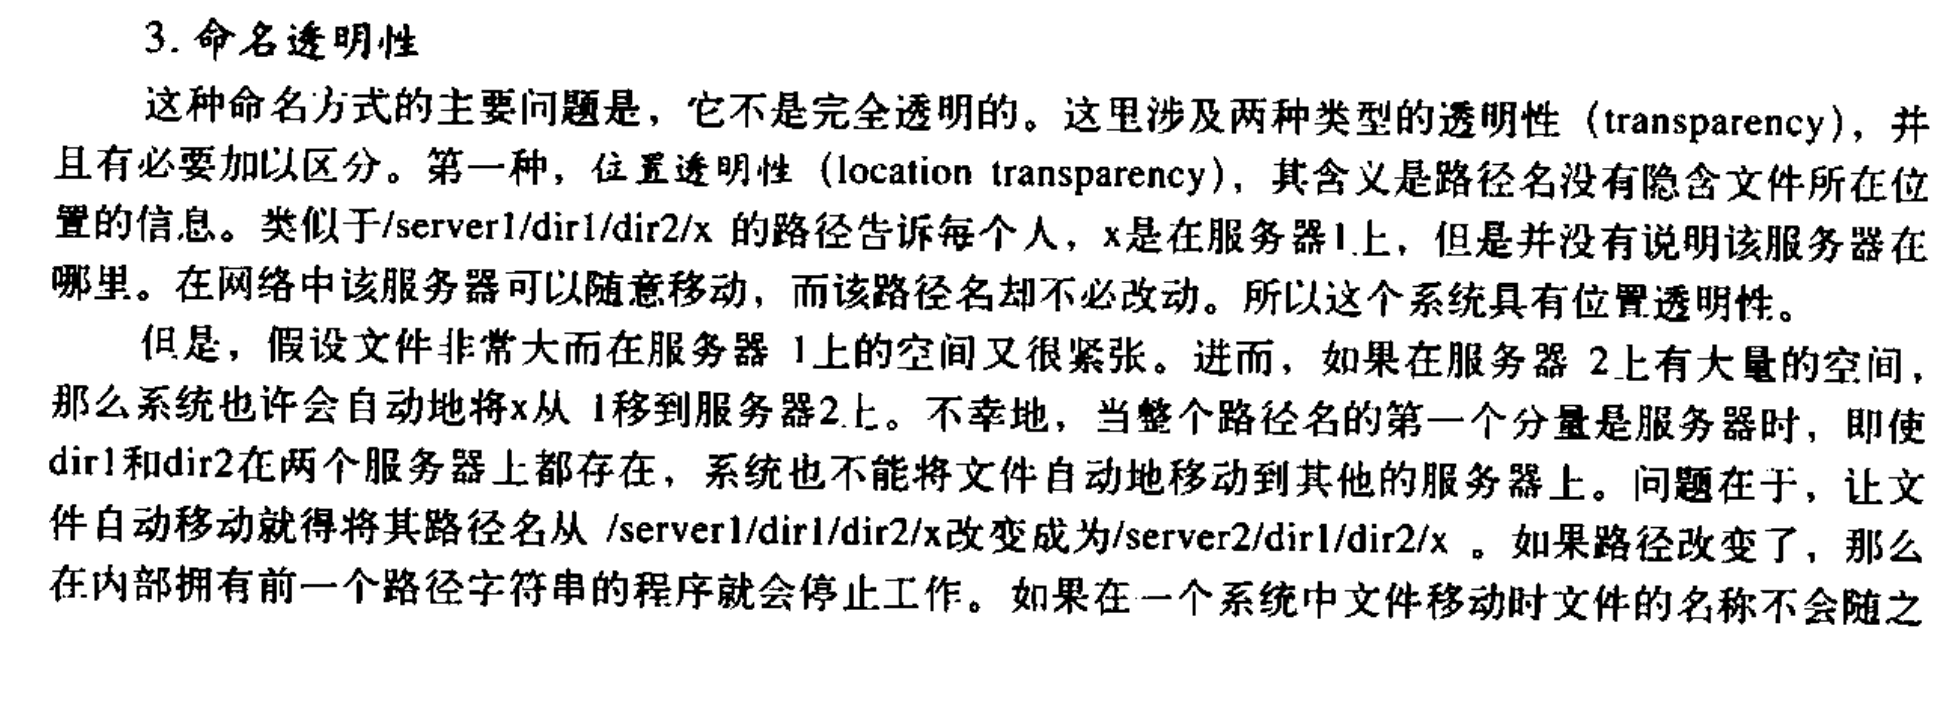 3. 命名透明性
这种命名方式的主要问题是，它不是完全透明的。这里涉及两种类型的透明性（transparency），并
且有必要加以区分。第一种，位置透明性（location transparency），其含义是路径名没有隐含文件所在位
置的信息。类似于/server1/dir1/dir2/x 的路径告诉每个人，x是在服务器1上，但是并没有说明该服务器在
哪里。在网络中该服务器可以随意移动，而该路径名却不必改动。所以这个系统具有位置透明性。
但是，假设文件非常大而在服务器 1上的空间又很紧张。进而，如果在服务器 2上有大量的空间，
那么系统也许会自动地将x从 1移到服务器2上。不幸地，当整个路径名的第一个分量是服务器时，即使
dir1和dir2在两个服务器上都存在，系统也不能将文件自动地移动到其他的服务器上。问题在于，让文
件自动移动就得将其路径名从 /server1/dir1/dir2/x改变成为/server2/dir1/dir2/x 。如果路径改变了，那么
在内部拥有前一个路径字符串的程序就会停止工作。如果在一个系统中文件移动时文件的名称不会随之